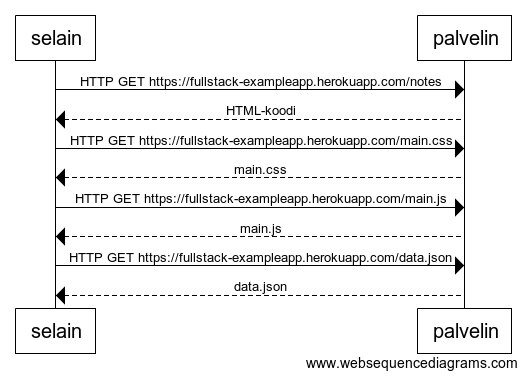 selain palvelin
HTTP GET https://fullstack-exampleapp.herokuapp.com/notes
HTML-koodi
HTTP GET https://fullstack-exampleapp.herokuapp.com/main.css
main.css
HTTP GET https://fullstack-exampleapp.herokuapp.com/main.js
main.js
HTTP GET https://fullstack-exampleapp.herokuapp.com/data.json
data.json
selain palvelin
www.websequencediagrams.com